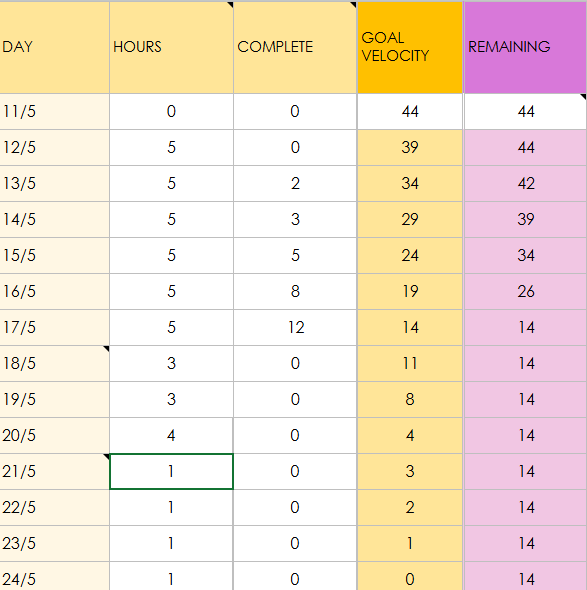 DAY HOURS COMPLETE GOAL VELOCITY REMAINING
11/5 0 0 44 44
12/5 5 0 39 44
13/5 5 2 34 42
14/5 5 3 29 39
15/5 5 5 24 34
16/5 5 8 19 26
17/5 5 12 14 14
18/5 3 0 11 14
19/5 3 0 8 14
20/5 4 0 4 14
21/5 1 0 3 14
22/5 1 0 2 14
23/5 1 0 1 14
24/5 1 0 0 14